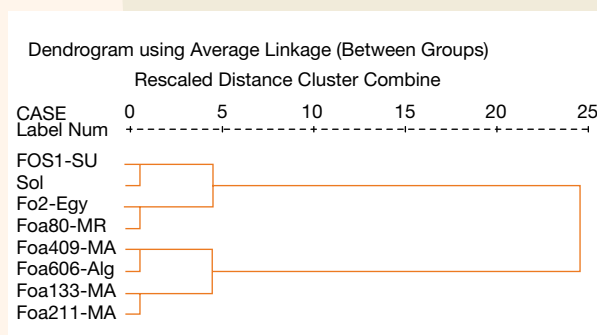 Dendrogram using Average Linkage (Between Groups)
Rescaled Distance Cluster Combine
CASE 0 5 10 15 20 25
Label Num
FOS1-SU
Sol
Fo2-Egy
Foa80-MR
Foa409-MA
Foa606-Alg
Foa133-MA
Foa211-MA